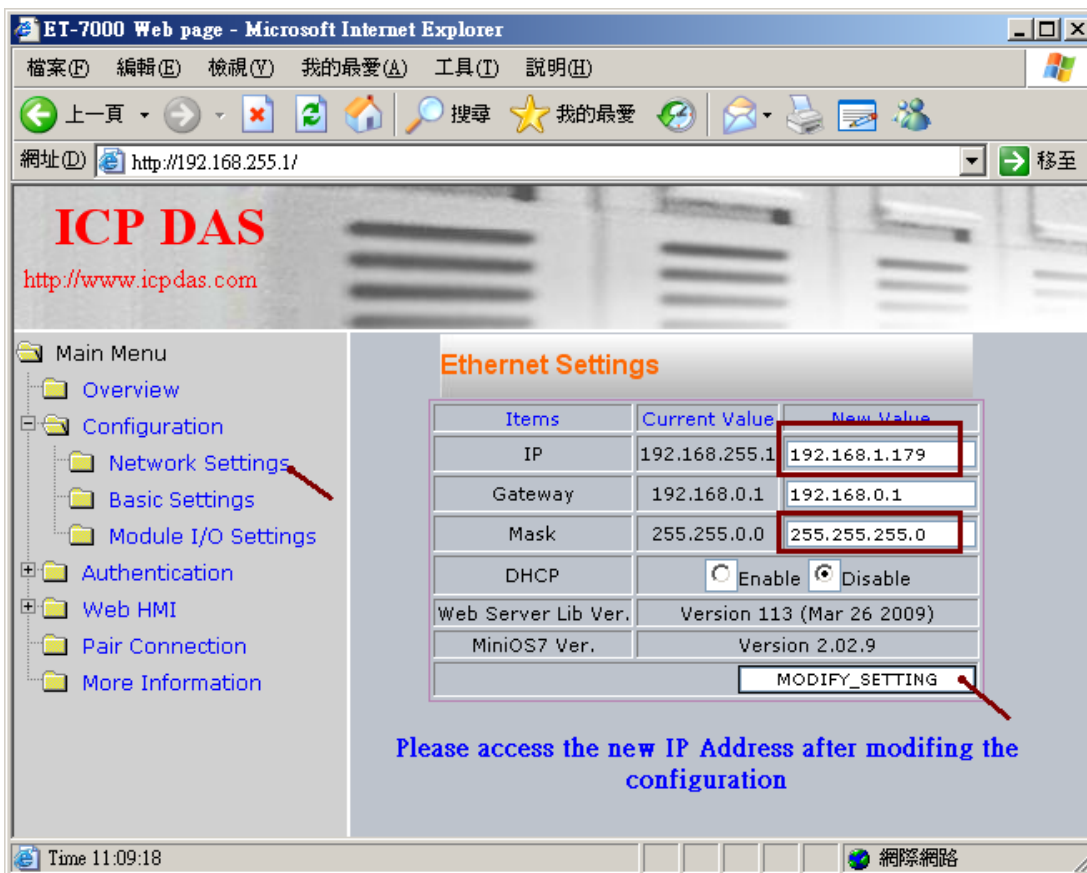 ET-7000 Web page - Microsoft Internet Explorer
檔案(F) 編輯(E) 檢視(V) 我的最愛(A) 工具(T) 說明(H)
上一頁 搜尋 我的最愛
網址(D) http://192.168.255.1/ 移至
ICP DAS
http://www.icpdas.com
Main Menu
Overview
Configuration
Network Settings
Basic Settings
Module I/O Settings
Authentication
Web HMI
Pair Connection
More Information
Ethernet Settings
Items Current Value New Value
IP 192.168.255.1 192.168.1.179
Gateway 192.168.0.1 192.168.0.1
Mask 255.255.0.0 255.255.255.0
DHCP Enable Disable
Web Server Lib Ver. Version 113 (Mar 26 2009)
MiniOS7 Ver. Version 2.02.9
MODIFY_SETTING
Please access the new IP Address after modifing the
configuration
Time 11:09:18 網際網路